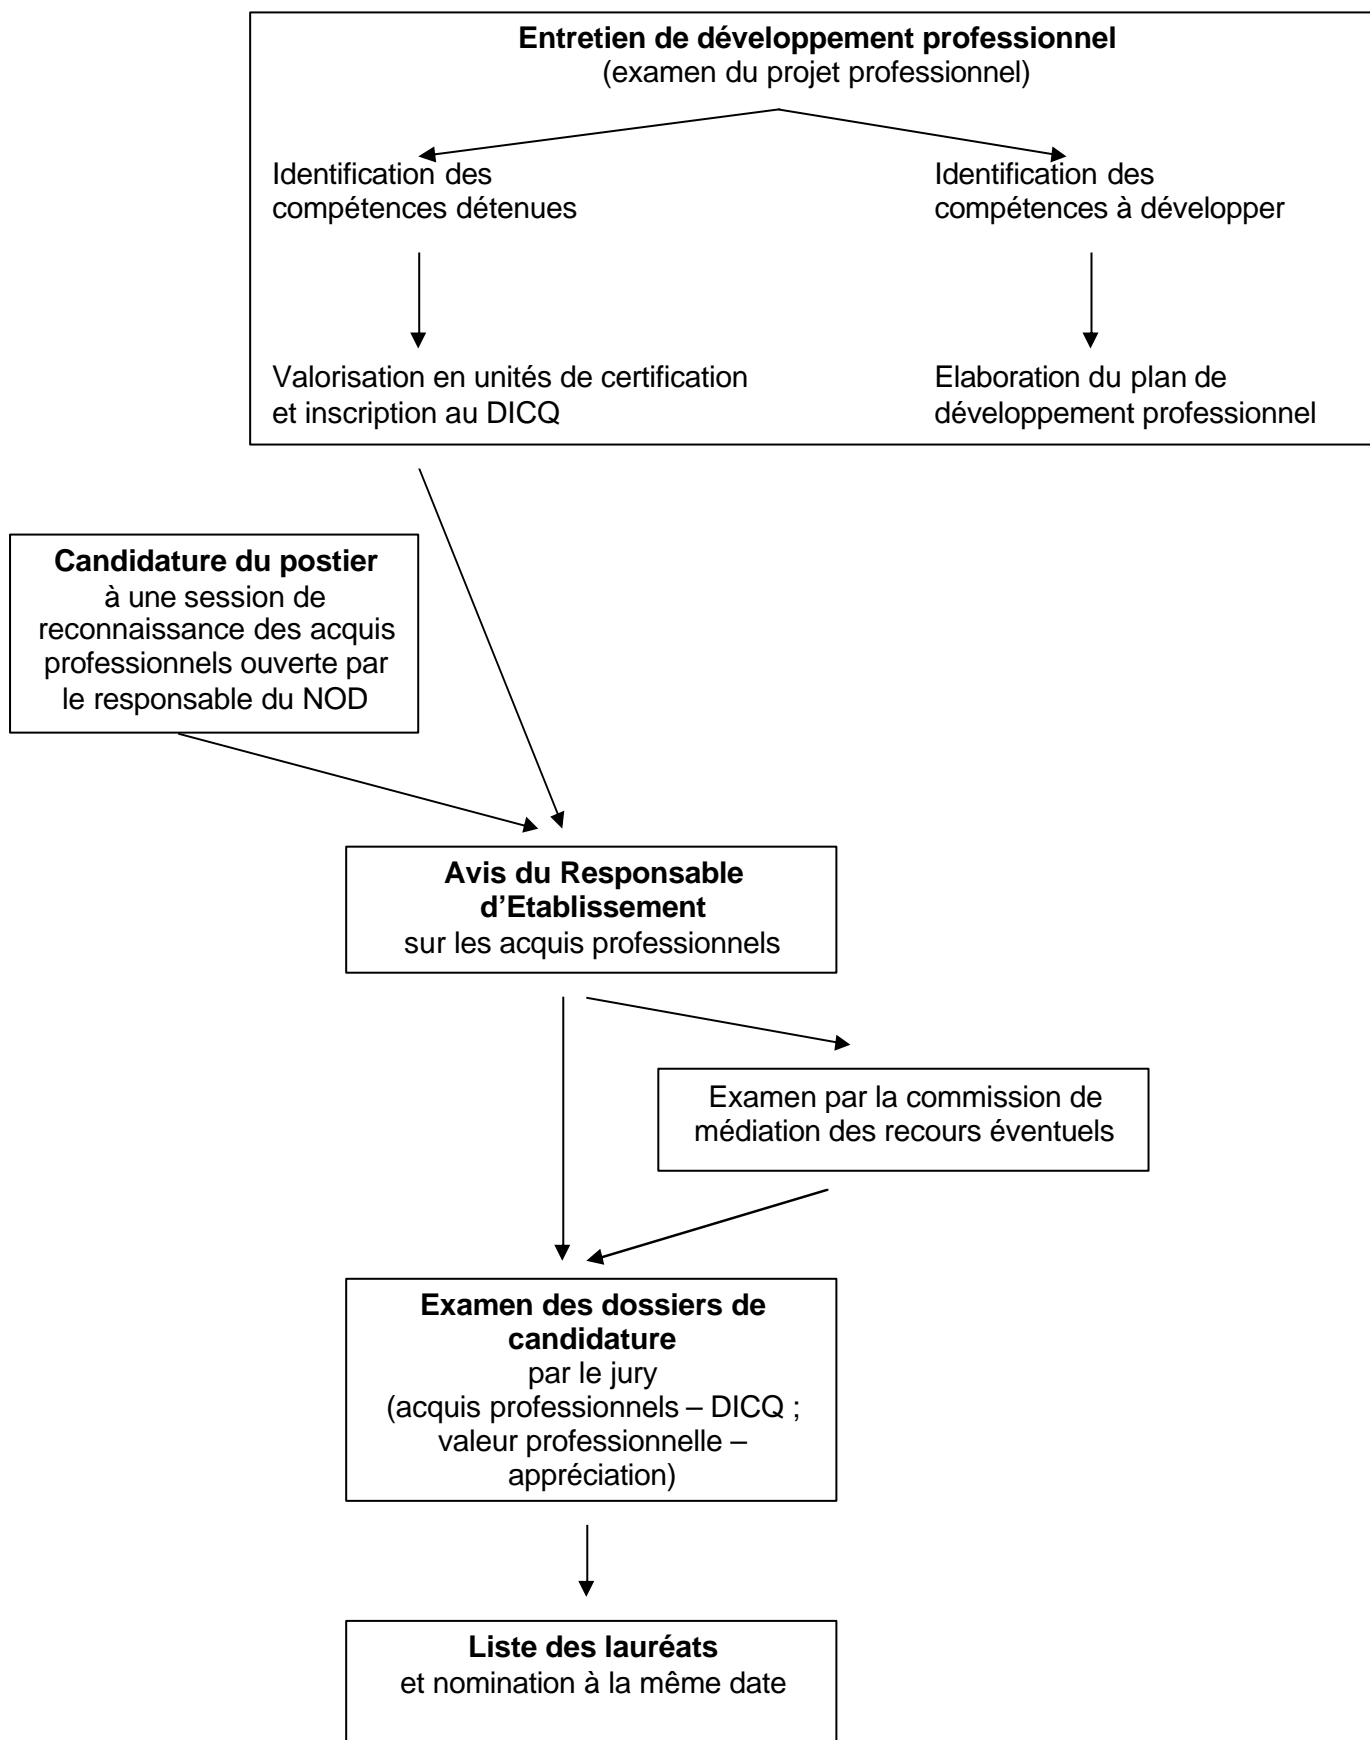 Entretien de développement professionnel
(examen du projet professionnel)
Identification des
compétences détenues
Identification des
compétences à développer
Valorisation en unités de certification
et inscription au DICQ
Elaboration du plan de
développement professionnel
Candidature du postier
à une session de
reconnaissance des acquis
professionnels ouverte par
le responsable du NOD
Avis du Responsable
d’Etablissement
sur les acquis professionnels
Examen par la commission de
médiation des recours éventuels
Examen des dossiers de
candidature
par le jury
(acquis professionnels – DICQ ;
valeur professionnelle –
appréciation)
Liste des lauréats
et nomination à la même date